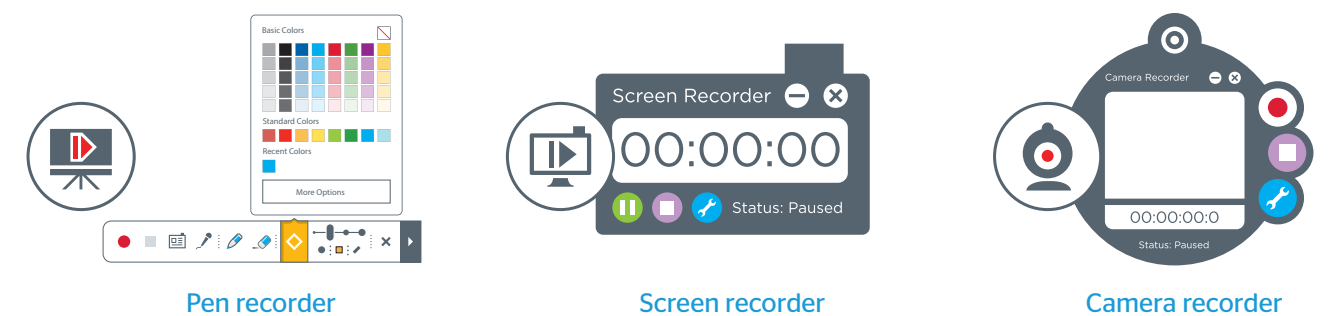 Basic Colors
Standard Colors
Recent Colors
More Options
Pen recorder
Screen Recorder
00:00:00
Status: Paused
Screen recorder
Camera Recorder
00:00:00:0
Status: Paused
Camera recorder